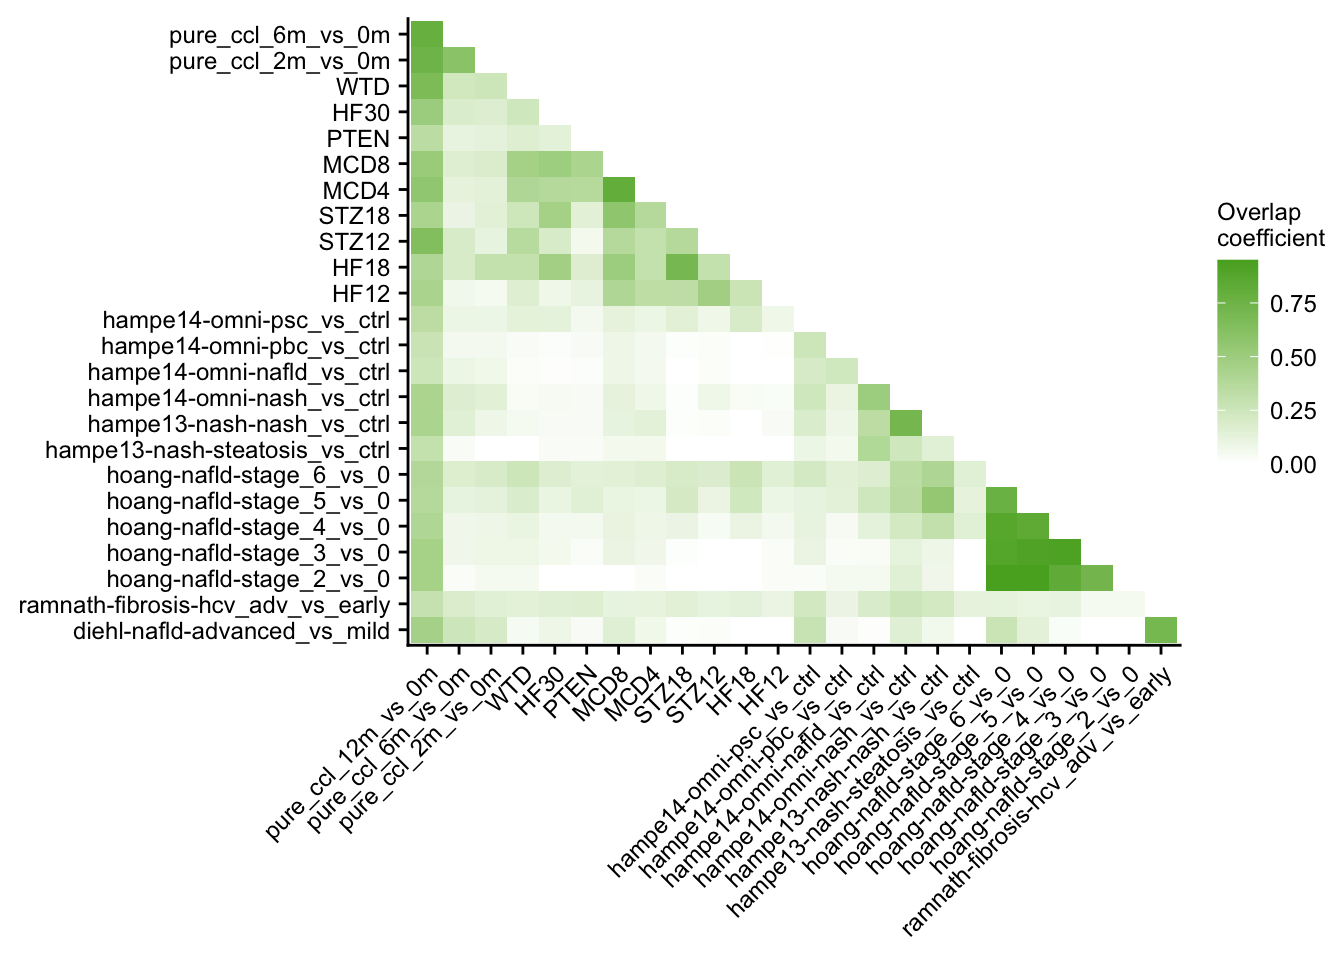 pure_ccl_6m_vs_0m
pure_ccl_2m_vs_0m
WTD
HF30
PTEN
MCD8
MCD4
STZ18
STZ12
HF18
HF12
hampe14-omni-psc_vs_ctrl
hampe14-omni-pbc_vs_ctrl
hampe14-omni-nafld_vs_ctrl
hampe14-omni-nash_vs_ctrl
hampe13-nash-nash_vs_ctrl
hampe13-nash-steatosis_vs_ctrl
hoang-nafld-stage_6_vs_0
hoang-nafld-stage_5_vs_0
hoang-nafld-stage_4_vs_0
hoang-nafld-stage_3_vs_0
hoang-nafld-stage_2_vs_0
ramnath-fibrosis-hcv_adv_vs_early
diehl-nafld-advanced_vs_mild
pure_ccl_12m_vs_0m
pure_ccl_6m_vs_0m
pure_ccl_2m_vs_0m
WTD
HF30
PTEN
MCD8
MCD4
STZ18
STZ12
HF18
HF12
hampe14-omni-psc_vs_ctrl
hampe14-omni-pbc_vs_ctrl
hampe14-omni-nafld_vs_ctrl
hampe14-omni-nash_vs_ctrl
hampe13-nash-nash_vs_ctrl
hampe13-nash-steatosis_vs_ctrl
hoang-nafld-stage_6_vs_0
hoang-nafld-stage_5_vs_0
hoang-nafld-stage_4_vs_0
hoang-nafld-stage_3_vs_0
hoang-nafld-stage_2_vs_0
ramnath-fibrosis-hcv_adv_vs_early
Overlap
coefficient
0.75
0.50
0.25
0.00